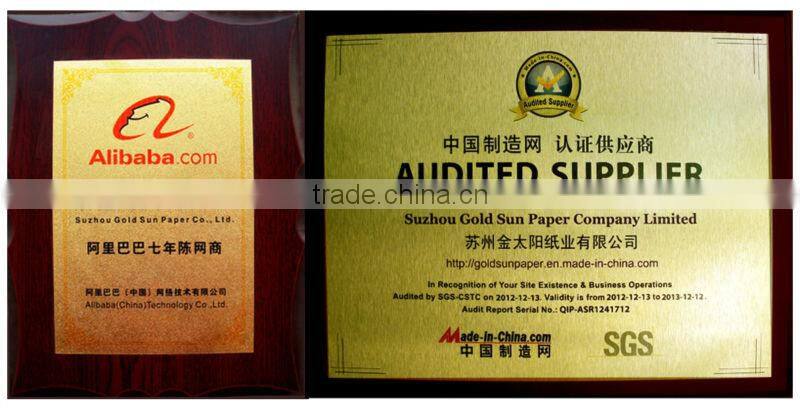 Alibaba.com
Suzhou Gold Sun Paper Co., Ltd.
阿里巴巴七年陈网商
阿里巴巴（中国）网络技术有限公司
Alibaba(China)Technology Co.,Ltd.
Made-in-China.com
Audited Supplier
中国制造网 认证供应商
AUDITED SUPPLIER
trade.china.cn
Suzhou Gold Sun Paper Company Limited
苏州金太阳纸业有限公司
http://goldsunpaper.en.made-in-china.com
In Recognition of Your Site Existence & Business Operations
Audited by SGS-CSTC on 2012-12-13. Validity is from 2012-12-13 to 2013-12-12.
Audit Report Serial No.: QIP-ASR1241712
Made-in-China.com
中国制造网
SGS